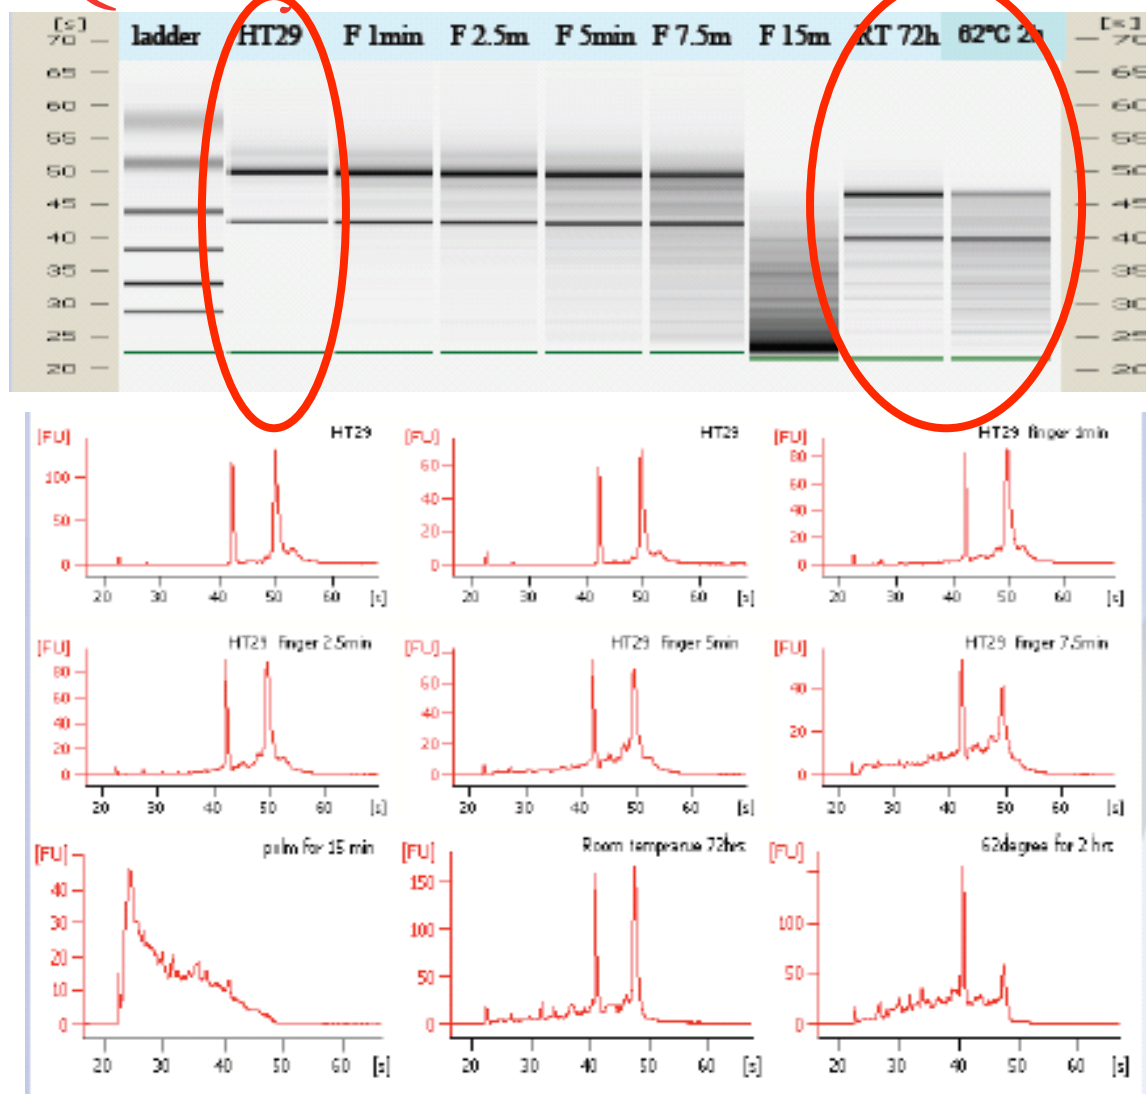 [s] ladder HT29 F 1min F 2.5m F 5min F 7.5m F 15m RT 72h 62°C 2h [s]
70 70
65 65
60 60
55 55
50 50
45 45
40 40
35 35
30 30
25 25
20 20
[FU] HT29 [FU] HT29 [FU] HT29 finger 1min
100 60 80
50 40 60
0 20 40
0 20
0
20 30 40 50 60 [s] 20 30 40 50 60 [s] 20 30 40 50 60 [s]
[FU] HT29 finger 2.5min [FU] HT29 finger 5min [FU] HT29 finger 7.5min
80 60 40
60 40 20
40 20 0
20 0
0
20 30 40 50 60 [s] 20 30 40 50 60 [s] 20 30 40 50 60 [s]
[FU] palm for 15 min [FU] Room temprarue 72hrs [FU] 62degree for 2 hrs
40 150 100
30 100 50
20 50 0
10 0
0
20 30 40 50 60 [s] 20 30 40 50 60 [s] 20 30 40 50 60 [s]